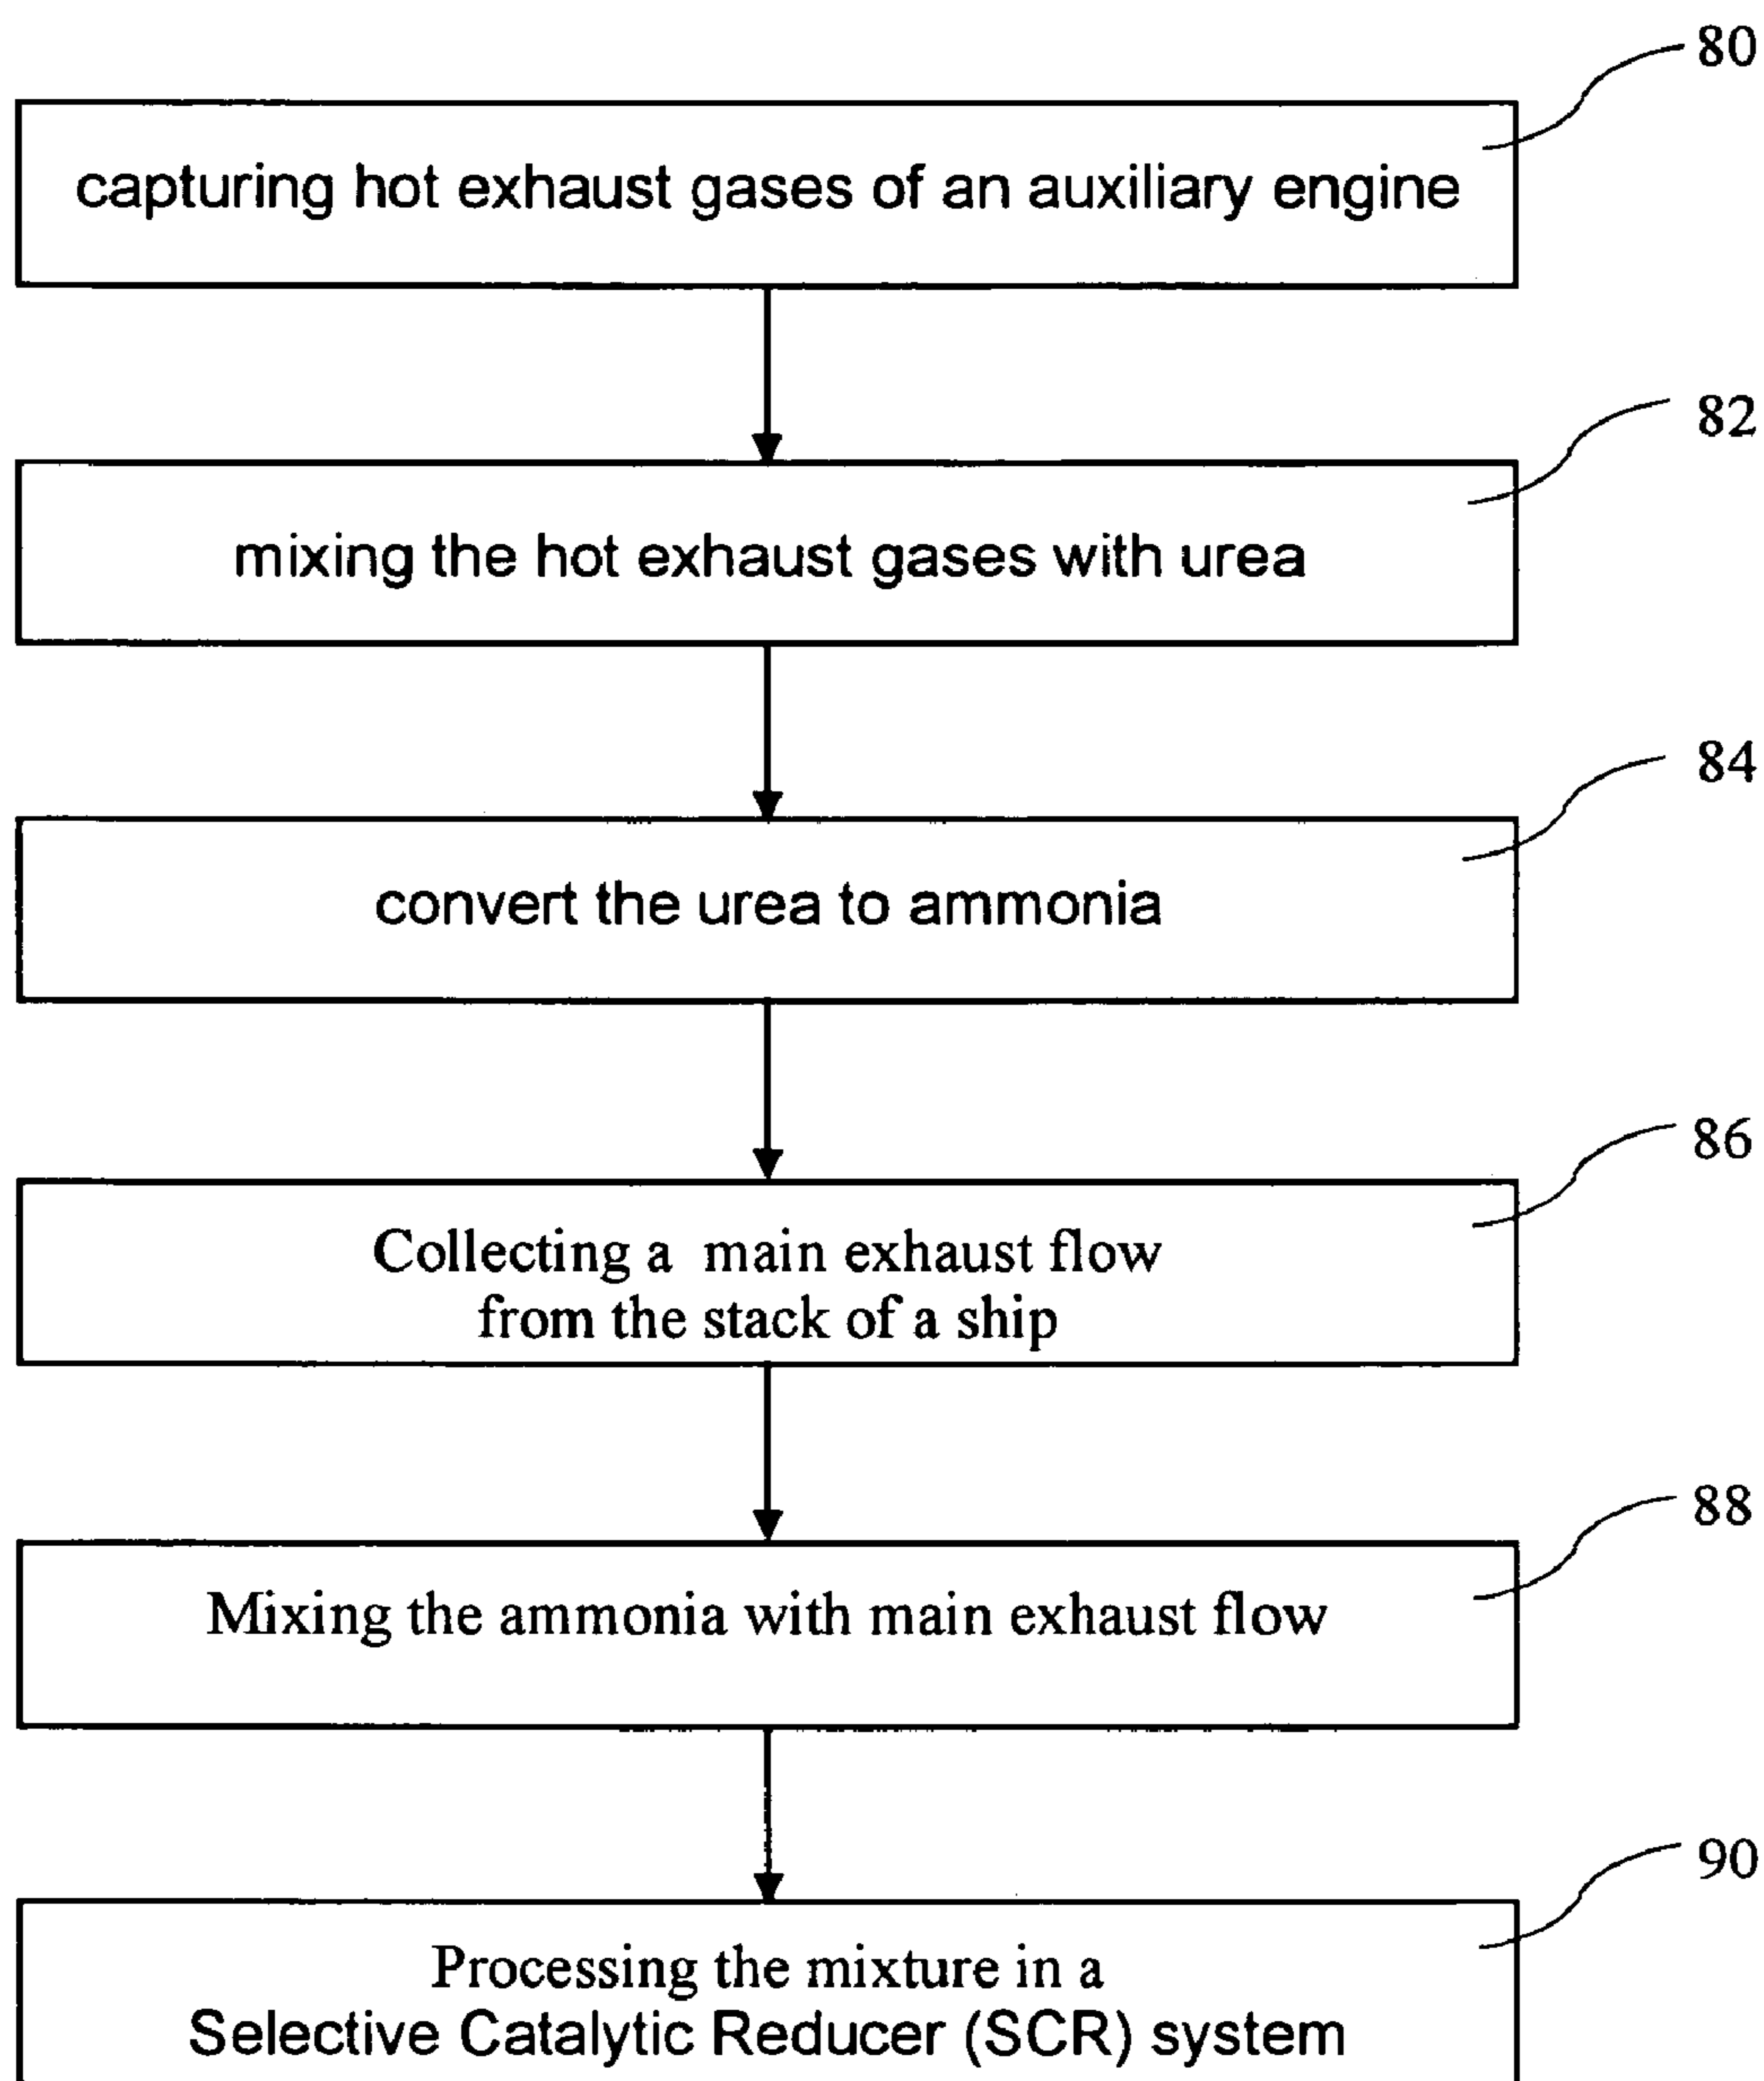 80
capturing hot exhaust gases of an auxiliary engine
82
mixing the hot exhaust gases with urea
84
convert the urea to ammonia
86
Collecting a main exhaust flow
from the stack of a ship
88
Mixing the ammonia with main exhaust flow
90
Processing the mixture in a
Selective Catalytic Reducer (SCR) system